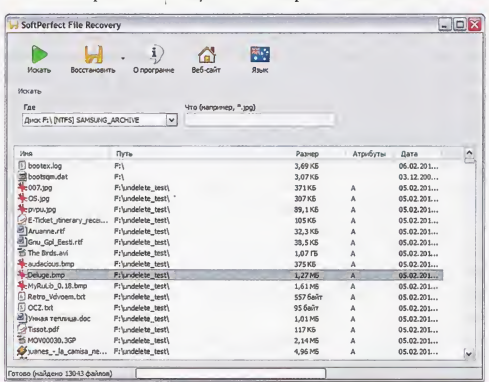 SoftPerfect File Recovery
Искать Восстановить О программе Веб-сайт Язык
Искать
Где Что (например, *.jpg)
Диск F:\ [NTFS] SAMSUNG_ARCHIVE
Имя Путь Размер Атрибуты Дата
bootex.log F:\ 3,69 КБ 06.02.201...
bootsqm.dat F:\ 3,07 КБ 03.12.200...
007.jpg F:\undelete_test\ 371 КБ A 05.02.201...
OS.jpg F:\undelete_test\ 307 КБ A 05.02.201...
pvpu.jpg F:\undelete_test\ 89,1 КБ A 05.02.201...
E-Ticket_itinerary_rece... F:\undelete_test\ 105 КБ A 05.02.201...
Aruanne.rtf F:\undelete_test\ 32,3 КБ A 05.02.201...
Gnu_Gpl_Eesti.rtf F:\undelete_test\ 38,5 КБ A 05.02.201...
The Birds.avi F:\undelete_test\ 1,07 ГБ A 05.02.201...
audacious.bmp F:\undelete_test\ 375 КБ A 05.02.201...
Deluge.bmp F:\undelete_test\ 1,27 МБ A 05.02.201...
MyRuLib_0.18.bmp F:\undelete_test\ 1,61 МБ A 05.02.201...
Retro_Vdvoem.txt F:\undelete_test\ 557 байт A 05.02.201...
OCZ.txt F:\undelete_test\ 95 байт A 05.02.201...
Умная теплица.doc F:\undelete_test\ 1,01 МБ A 05.02.201...
Tissot.pdf F:\undelete_test\ 117 КБ A 05.02.201...
MOV00030.3GP F:\undelete_test\ 2,14 МБ A 05.02.201...
juanes_-_la_camisa_ne... F:\undelete_test\ 4,96 МБ A 05.02.201...
Готово (найдено 13043 файлов)